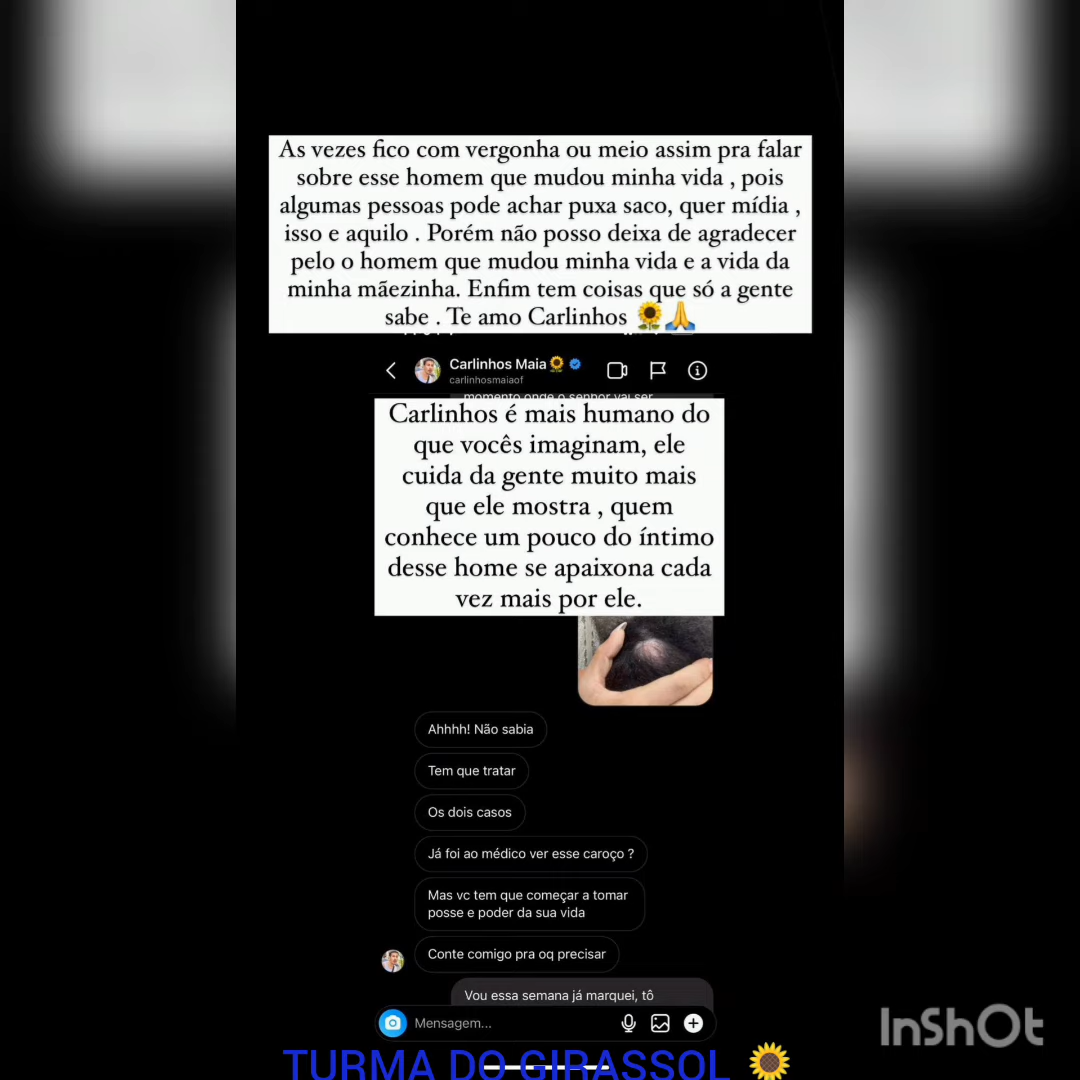 As vezes fico com vergonha ou meio assim pra falar
sobre esse homem que mudou minha vida , pois
algumas pessoas pode achar puxa saco, quer mídia ,
isso e aquilo . Porém não posso deixa de agradecer
pelo o homem que mudou minha vida e a vida da
minha mãezinha. Enfim tem coisas que só a gente
sabe . Te amo Carlinhos 🌻🙏
Carlinhos Maia🌻
carlinhosmaiaof
momento onde o senhor vai ser
Carlinhos é mais humano do
que vocês imaginam, ele
cuida da gente muito mais
que ele mostra , quem
conhece um pouco do íntimo
desse home se apaixona cada
vez mais por ele.
Ahhhh! Não sabia
Tem que tratar
Os dois casos
Já foi ao médico ver esse caroço ?
Mas vc tem que começar a tomar
posse e poder da sua vida
Conte comigo pra oq precisar
Vou essa semana já marquei, tô
Mensagem...
InShOt
TURMA DO GIRASSOL 🌻